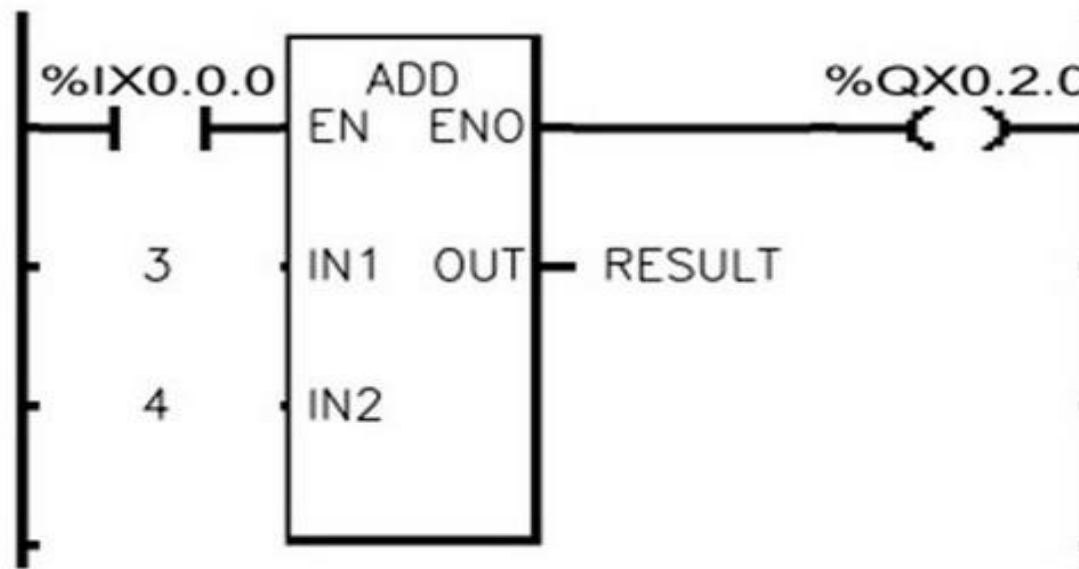 %IX0.0.0 ADD %QX0.2.0
EN ENO
3 IN1 OUT RESULT
4 IN2